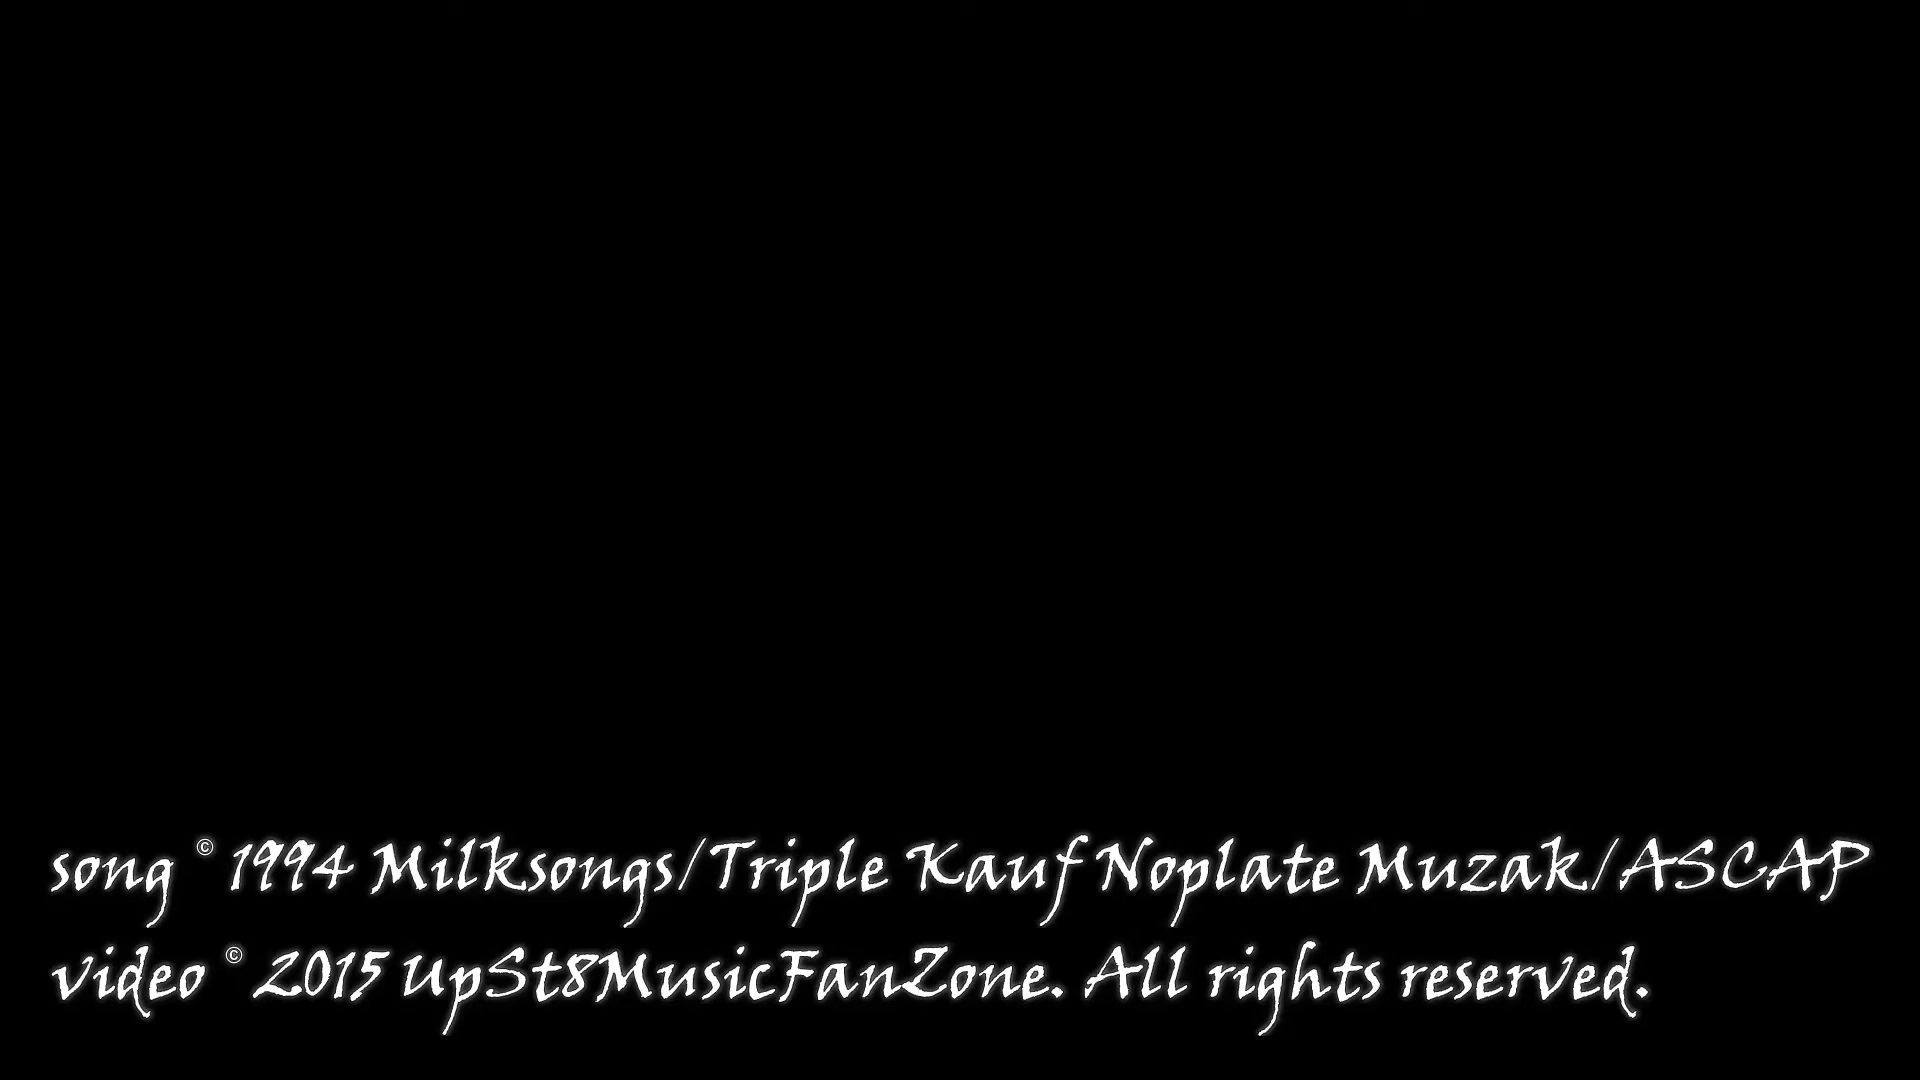 song © 1994 Milksongs/Triple Kauf Noplate Muzak/ASCAP
video © 2015 UpSt8MusicFanZone. All rights reserved.